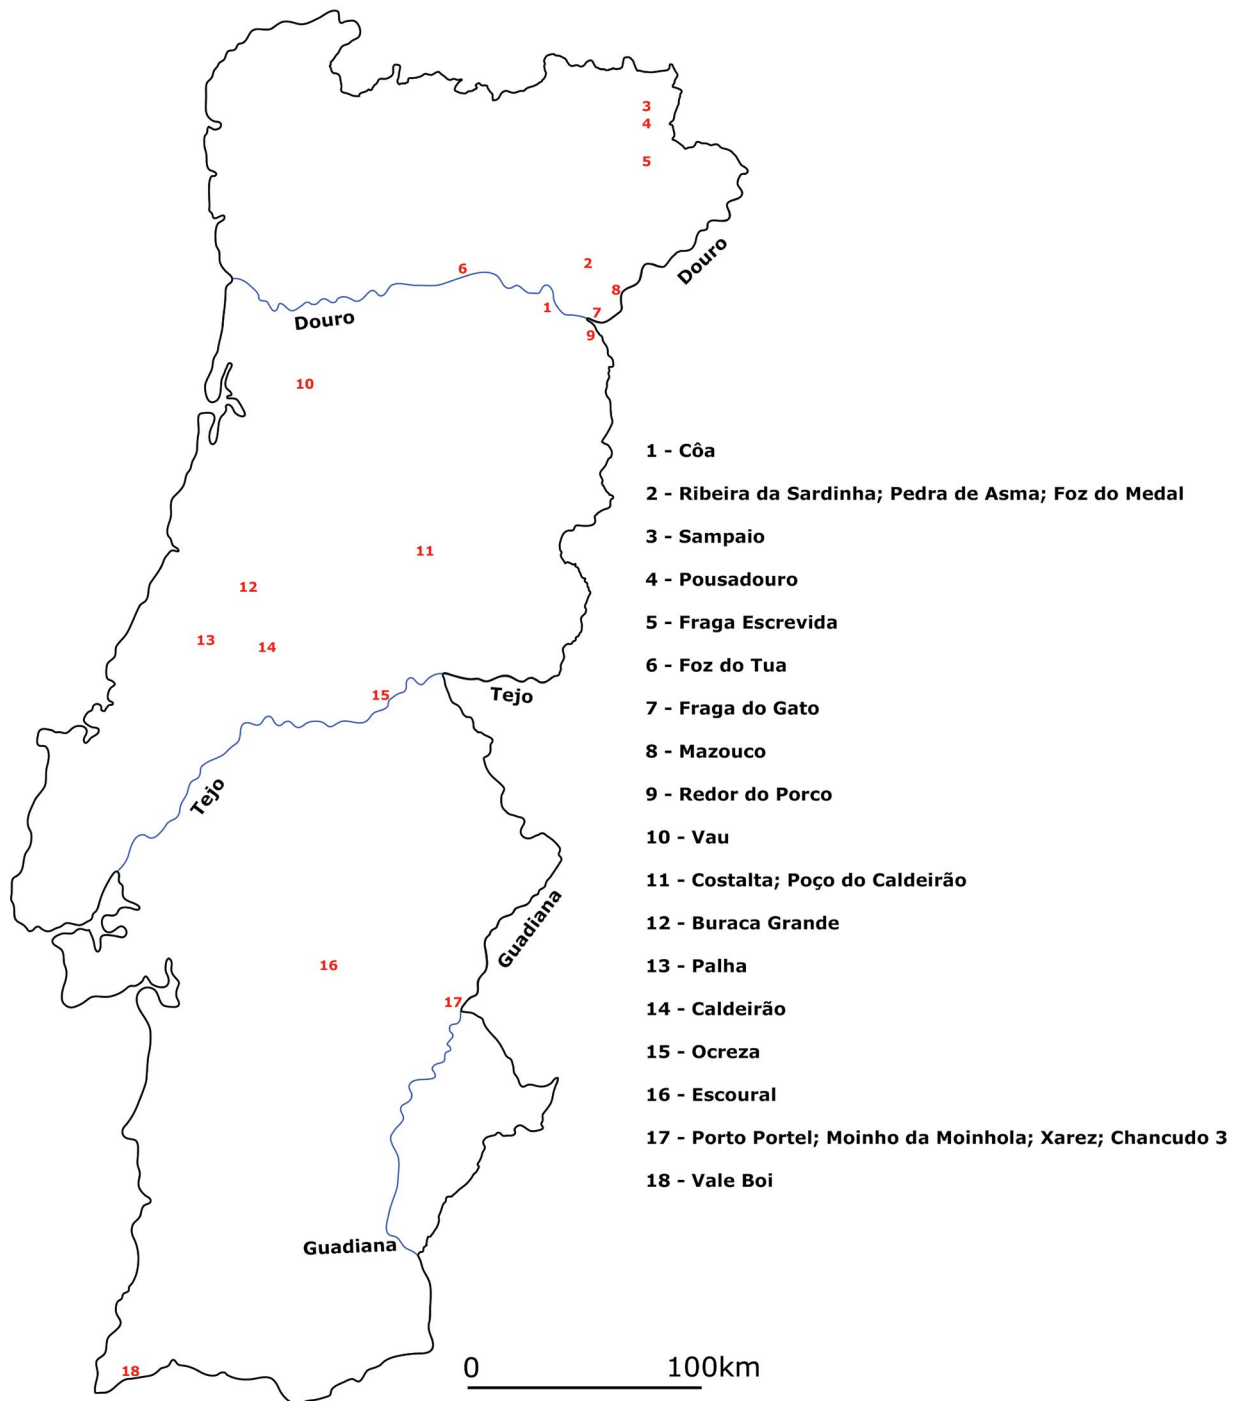 3
4
5
2
6
8
1
7
9
Douro
Douro
10
11
12
13
14
15
Tejo
Tejo
16
17
Guadiana
Guadiana
18
1 - Côa
2 - Ribeira da Sardinha; Pedra de Asma; Foz do Medal
3 - Sampaio
4 - Pousadouro
5 - Fraga Escrevida
6 - Foz do Tua
7 - Fraga do Gato
8 - Mazouco
9 - Redor do Porco
10 - Vau
11 - Costalta; Poço do Caldeirão
12 - Buraca Grande
13 - Palha
14 - Caldeirão
15 - Ocreza
16 - Escoural
17 - Porto Portel; Moinho da Moinhola; Xarez; Chancudo 3
18 - Vale Boi
0 100km